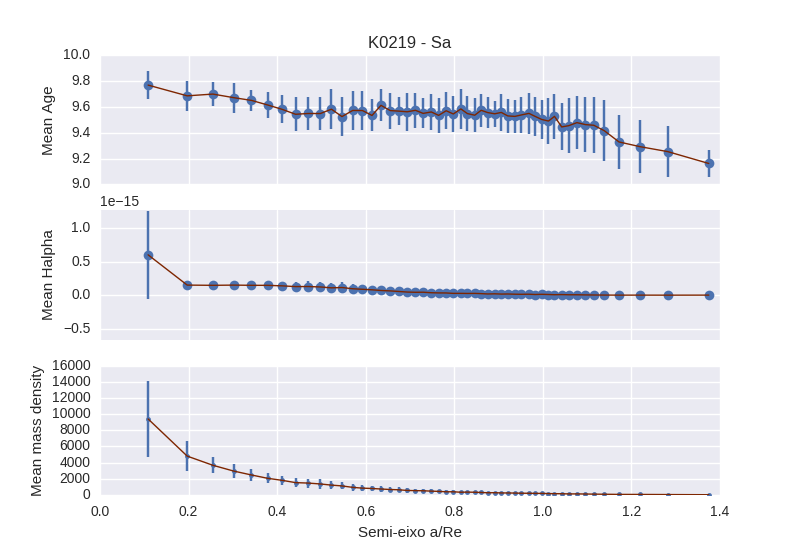 K0219 - Sa
10.0
9.8
9.6
9.4
9.2
9.0
Mean Age
1e−15
1.0
0.5
0.0
−0.5
Mean Halpha
16000
14000
12000
10000
8000
6000
4000
2000
0
Mean mass density
0.0 0.2 0.4 0.6 0.8 1.0 1.2 1.4
Semi-eixo a/Re